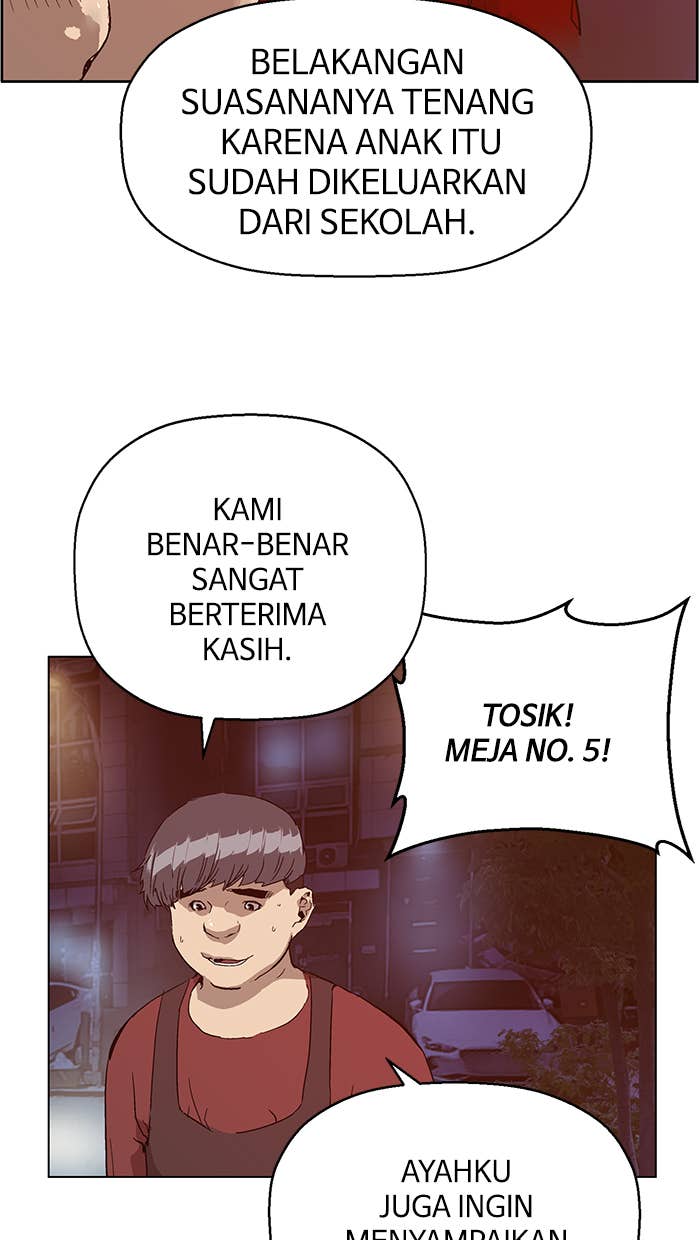 BELAKANGAN
SUASANANYA TENANG
KARENA ANAK ITU
SUDAH DIKELUARKAN
DARI SEKOLAH.
KAMI
BENAR-BENAR
SANGAT
BERTERIMA
KASIH.
TOSIK!
MEJA NO. 5!
AYAHKU
JUGA INGIN
MENYAMPAIKAN